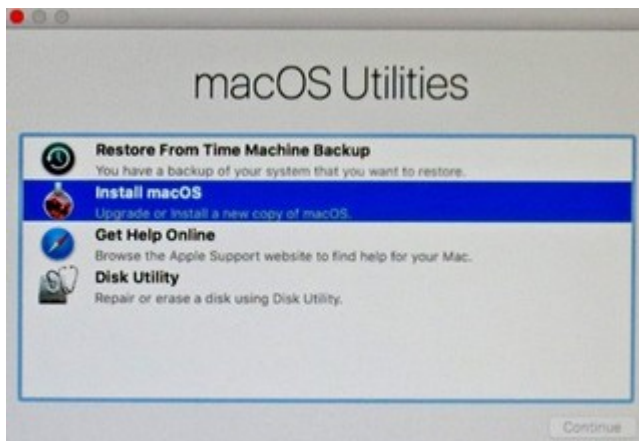 macOS Utilities
Restore From Time Machine Backup
You have a backup of your system that you want to restore.
Install macOS
Upgrade or Install a new copy of macOS.
Get Help Online
Browse the Apple Support website to find help for your Mac.
Disk Utility
Repair or erase a disk using Disk Utility.
Continue